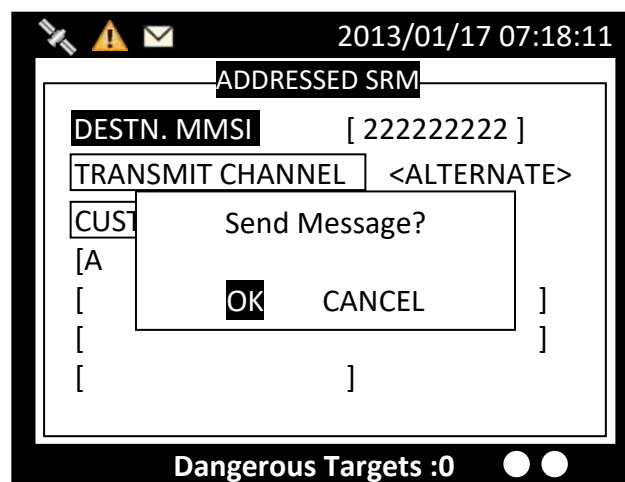 2013/01/17 07:18:11
ADDRESSED SRM
DESTN. MMSI [ 222222222 ]
TRANSMIT CHANNEL <ALTERNATE>
CUST
Send Message?
[A
OK CANCEL
[ ]
[ ]
[ ]
Dangerous Targets :0